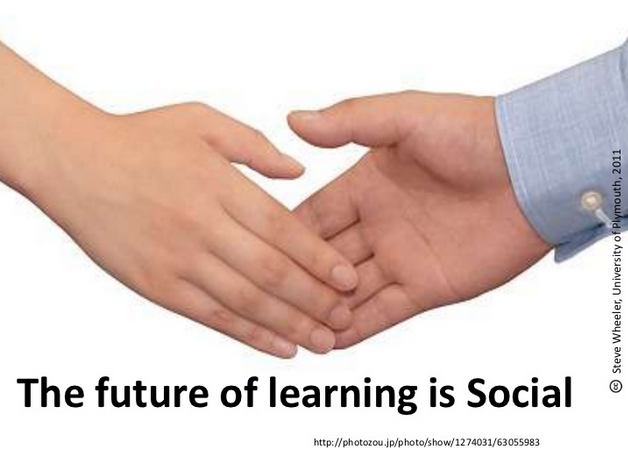 The future of learning is Social
http://photozou.jp/photo/show/1274031/63055983
(cc) Steve Wheeler, University of Plymouth, 2011